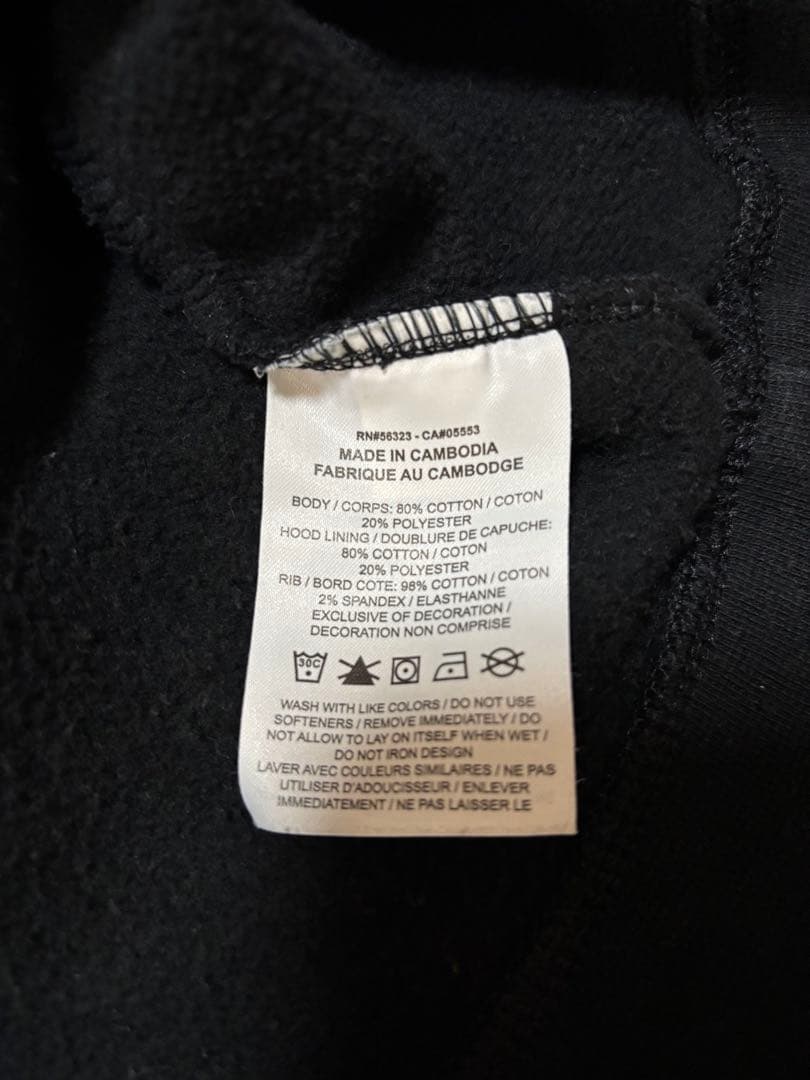 RN#56323 - CA#05553
MADE IN CAMBODIA
FABRIQUE AU CAMBODGE
BODY / CORPS: 80% COTTON / COTON
20% POLYESTER
HOOD LINING / DOUBLURE DE CAPUCHE:
80% COTTON / COTON
20% POLYESTER
RIB / BORD COTE: 98% COTTON / COTON
2% SPANDEX / ELASTHANNE
EXCLUSIVE OF DECORATION /
DECORATION NON COMPRISE
30C
WASH WITH LIKE COLORS / DO NOT USE
SOFTENERS / REMOVE IMMEDIATELY / DO
NOT ALLOW TO LAY ON ITSELF WHEN WET /
DO NOT IRON DESIGN
LAVER AVEC COULEURS SIMILAIRES / NE PAS
UTILISER D'ADOUCISSEUR / ENLEVER
IMMEDIATEMENT / NE PAS LAISSER LE